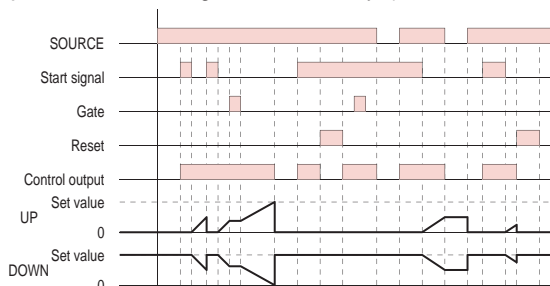 SOURCE
Start signal
Gate
Reset
Control output
Set value
UP
0
Set value
DOWN
0